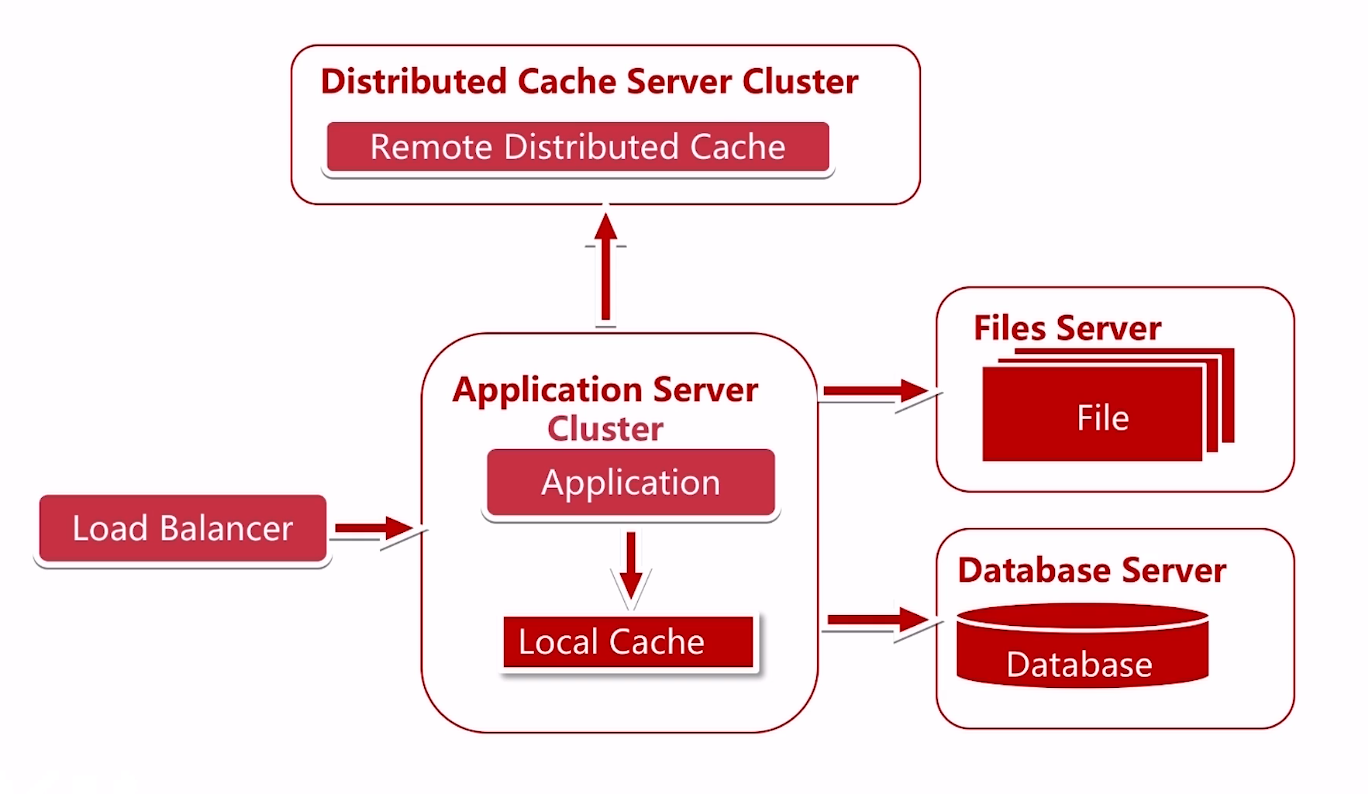 Distributed Cache Server Cluster
Remote Distributed Cache
Files Server
File
Application Server
Cluster
Application
Load Balancer
Local Cache
Database Server
Database